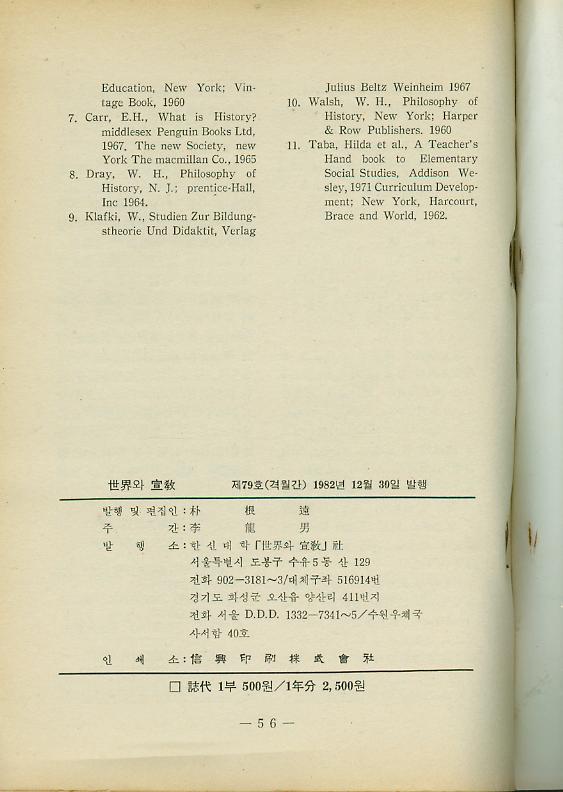 Education, New York; Vin-
tage Book, 1960
7. Carr, E.H., What is History?
middlesex Penguin Books Ltd,
1967, The new Society, new
York The macmillan Co., 1965
8. Dray, W. H., Philosophy of
History, N. J.; prentice-Hall,
Inc 1964.
9. Klafki, W., Studien Zur Bildung-
stheorie Und Didaktit, Verlag
Julius Beltz Weinheim 1967
10. Walsh, W. H., Philosophy of
History, New York; Harper
& Row Publishers. 1960
11. Taba, Hilda et al., A Teacher's
Hand book to Elementary
Social Studies, Addison We-
sley, 1971 Curriculum Develop-
ment; New York, Harcourt,
Brace and World, 1962.
世界와 宣敎 제79호(격월간) 1982년 12월 30일 발행
발행 및 편집인 : 朴 根 遠
주 간 : 李 龍 男
발 행 소 : 한 신 대 학 「世界와 宣敎」 社
서울특별시 도봉구 수유 5 동 산 129
전화 902—3181～3/대체구좌 516914번
경기도 화성군 오산읍 양산리 411번지
전화 서울 D.D.D. 1332—7341～5/수원우체국
사서함 40호
인 쇄 소 : 信 興 印 刷 株 式 會 社
□ 誌代 1부 500원/1年分 2,500원
— 5 6 —